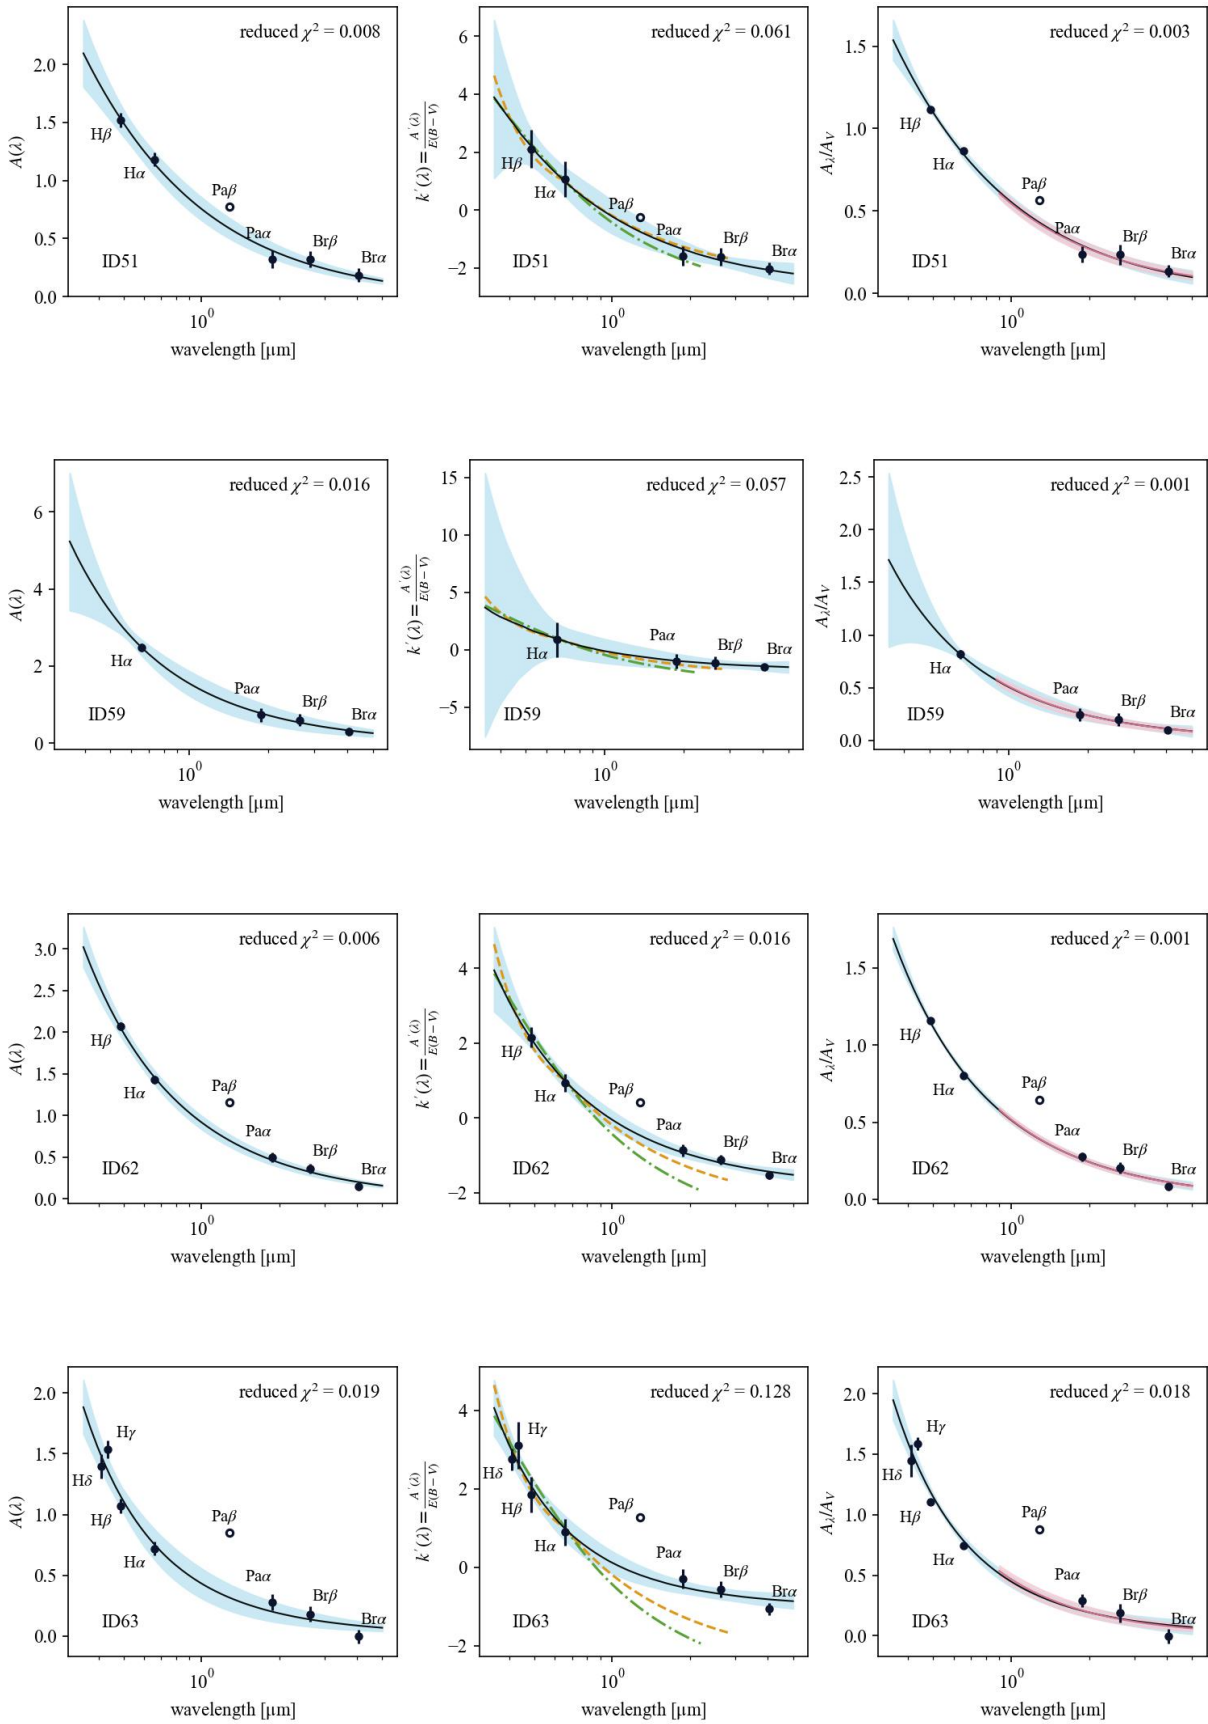 reduced χ² = 0.008
2.0
1.5
1.0
0.5
0.0
A(λ)
Hβ
Hα
Paβ
Paα
Brβ
Brα
ID51
10⁰
wavelength [μm]
reduced χ² = 0.061
6
4
2
0
−2
k′(λ) = A′(λ) / E(B − V)
Hβ
Hα
Paβ
Paα
Brβ
Brα
ID51
10⁰
wavelength [μm]
reduced χ² = 0.003
1.5
1.0
0.5
0.0
Aλ/AV
Hβ
Hα
Paβ
Paα
Brβ
Brα
ID51
10⁰
wavelength [μm]
reduced χ² = 0.016
6
4
2
0
A(λ)
Hα
Paα
Brβ
Brα
ID59
10⁰
wavelength [μm]
reduced χ² = 0.057
15
10
5
0
−5
k′(λ) = A′(λ) / E(B − V)
Hα
Paα
Brβ
Brα
ID59
10⁰
wavelength [μm]
reduced χ² = 0.001
2.5
2.0
1.5
1.0
0.5
0.0
Aλ/AV
Hα
Paα
Brβ
Brα
ID59
10⁰
wavelength [μm]
reduced χ² = 0.006
3.0
2.5
2.0
1.5
1.0
0.5
0.0
A(λ)
Hβ
Hα
Paβ
Paα
Brβ
Brα
ID62
10⁰
wavelength [μm]
reduced χ² = 0.016
4
2
0
−2
k′(λ) = A′(λ) / E(B − V)
Hβ
Hα
Paβ
Paα
Brβ
Brα
ID62
10⁰
wavelength [μm]
reduced χ² = 0.001
1.5
1.0
0.5
0.0
Aλ/AV
Hβ
Hα
Paβ
Paα
Brβ
Brα
ID62
10⁰
wavelength [μm]
reduced χ² = 0.019
2.0
1.5
1.0
0.5
0.0
A(λ)
Hγ
Hδ
Hβ
Hα
Paβ
Paα
Brβ
Brα
ID63
10⁰
wavelength [μm]
reduced χ² = 0.128
4
2
0
−2
k′(λ) = A′(λ) / E(B − V)
Hγ
Hδ
Hβ
Hα
Paβ
Paα
Brβ
Brα
ID63
10⁰
wavelength [μm]
reduced χ² = 0.018
2.0
1.5
1.0
0.5
0.0
Aλ/AV
Hγ
Hδ
Hβ
Hα
Paβ
Paα
Brβ
Brα
ID63
10⁰
wavelength [μm]